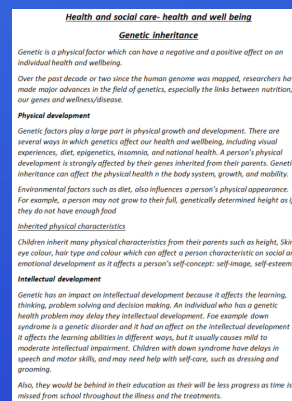 Health and social care- health and well being
Genetic inheritance
Genetic is a physical factor which can have a negative and a positive affect on an
individual health and wellbeing.
Over the past decade or two since the human genome was mapped, researchers ha
made major advances in the field of genetics, especially the links between nutrition,
our genes and wellness/disease.
Physical development
Genetic factors play a large part in physical growth and development. There are
several ways in which genetics affect our health and wellbeing, including visual
experiences, diet, epigenetics, insomnia, and national health. A person's physical
development is strongly affected by their genes inherited from their parents. Geneti
inheritance can affect the physical health n the body system, growth, and mobility.
Environmental factors such as diet, also influences a person's physical appearance.
For example, a person may not grow to their full, genetically determined height as i
they do not have enough food
Inherited physical characteristics
Children inherit many physical characteristics from their parents such as height, Skin
eye colour, hair type and colour which can affect a person characteristic on social an
emotional development as it affects a person's self-concept: self-image, self-esteem
Intellectual development
Genetic has an impact on intellectual development because it affects the learning,
thinking, problem solving and decision making. An individual who has a genetic
health problem may delay they intellectual development. Foe example down
syndrome is a genetic disorder and it had an affect on the intellectual development
it affects the learning abilities in different ways, but it usually causes mild to
moderate intellectual impairment. Children with down syndrome have delays in
speech and motor skills, and may need help with self-care, such as dressing and
grooming.
Also, they would be behind in their education as their will be less progress as time is
missed from school throughout the illness and the treatments.